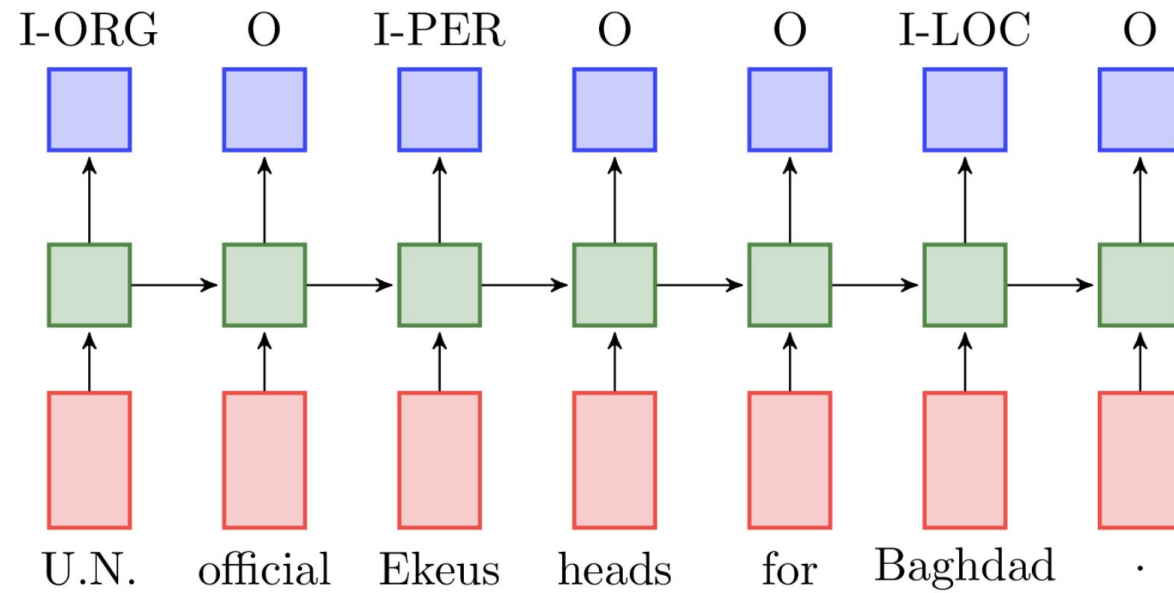 I-ORG O I-PER O O I-LOC O
U.N. official Ekeus heads for Baghdad .